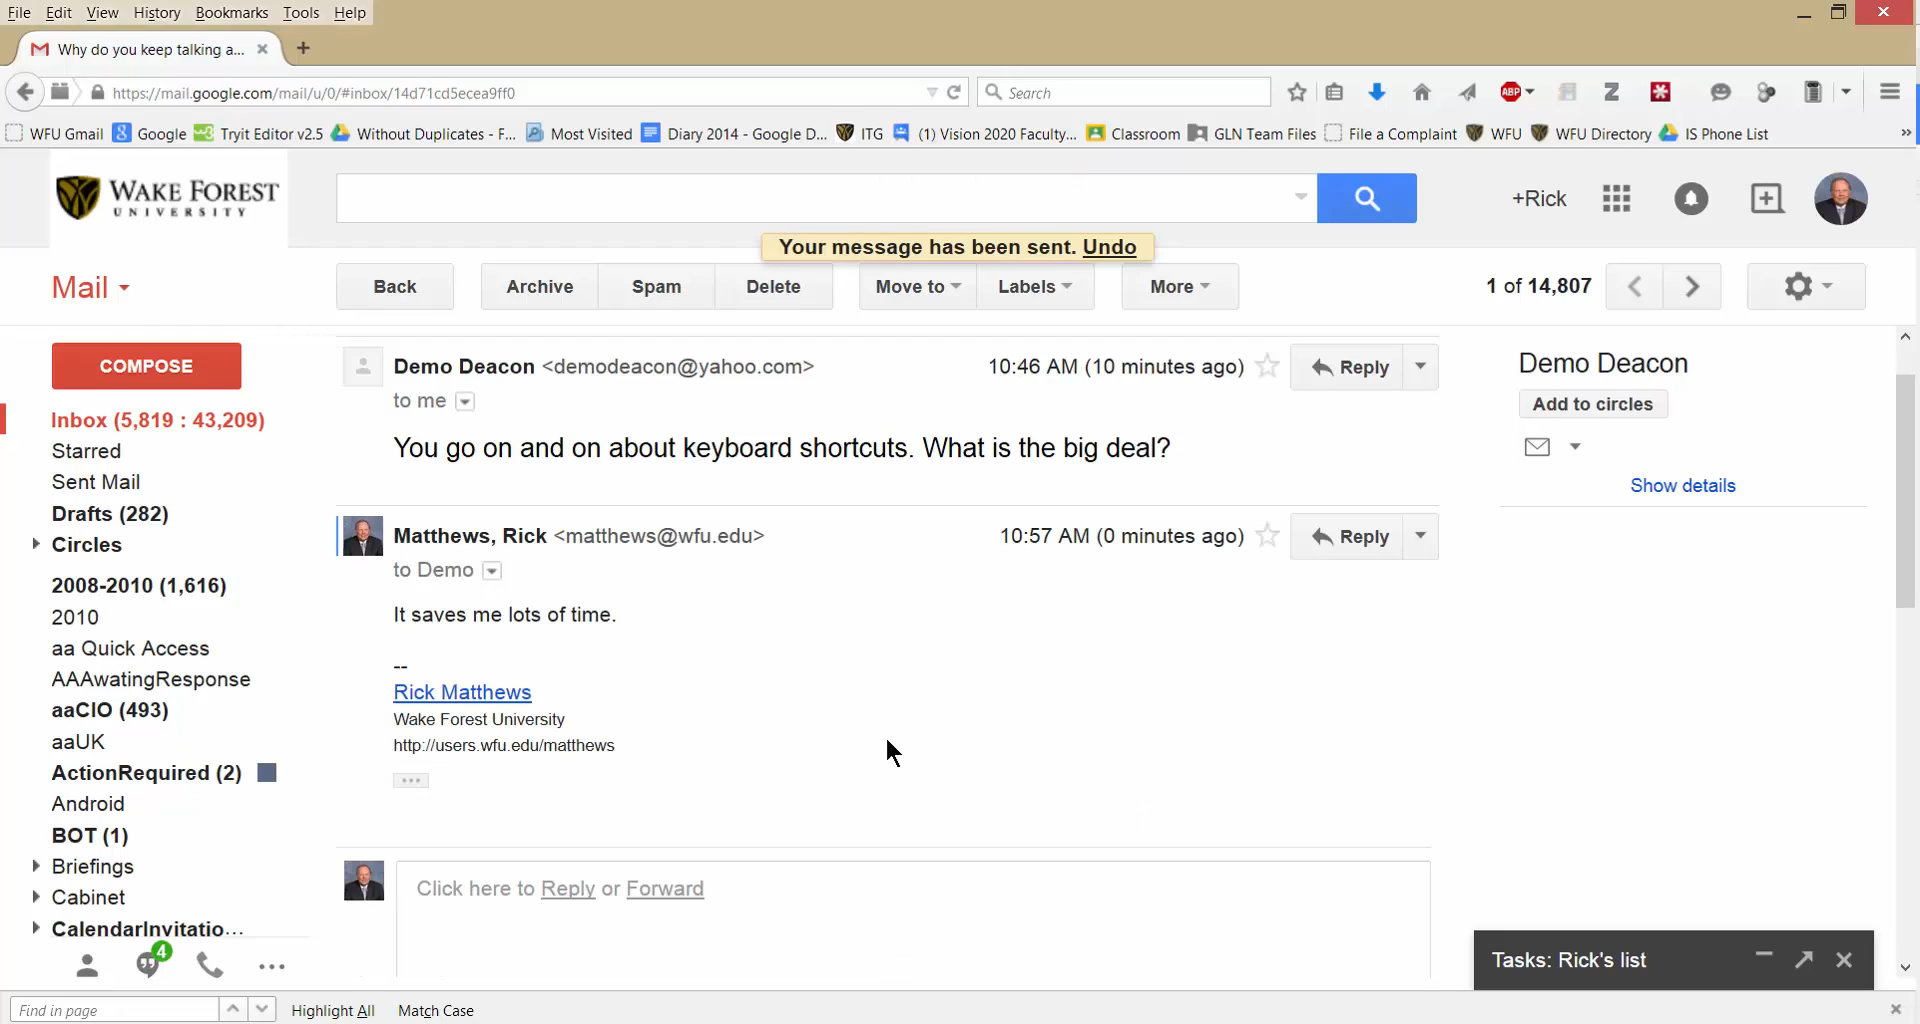 File Edit View History Bookmarks Tools Help
Why do you keep talking a...
https://mail.google.com/mail/u/0/#inbox/14d71cd5ecea9ff0
Search
ABP
Z
WFU Gmail Google Tryit Editor v2.5 Without Duplicates - F... Most Visited Diary 2014 - Google D... ITG (1) Vision 2020 Faculty,... Classroom GLN Team Files File a Complaint WFU WFU Directory IS Phone List
WAKE FOREST
UNIVERSITY
+Rick
Your message has been sent. Undo
Mail
Back Archive Spam Delete Move to Labels More
1 of 14,807
COMPOSE
Inbox (5,819 : 43,209)
Starred
Sent Mail
Drafts (282)
Circles
2008-2010 (1,616)
2010
aa Quick Access
AAAwatingResponse
aaCIO (493)
aaUK
ActionRequired (2)
Android
BOT (1)
Briefings
Cabinet
CalendarInvitatio...
4
Demo Deacon <demodeacon@yahoo.com> 10:46 AM (10 minutes ago) Reply
to me
You go on and on about keyboard shortcuts. What is the big deal?
Matthews, Rick <matthews@wfu.edu> 10:57 AM (0 minutes ago) Reply
to Demo
It saves me lots of time.
--
Rick Matthews
Wake Forest University
http://users.wfu.edu/matthews
Click here to Reply or Forward
Demo Deacon
Add to circles
Show details
Tasks: Rick's list
Find in page Highlight All Match Case